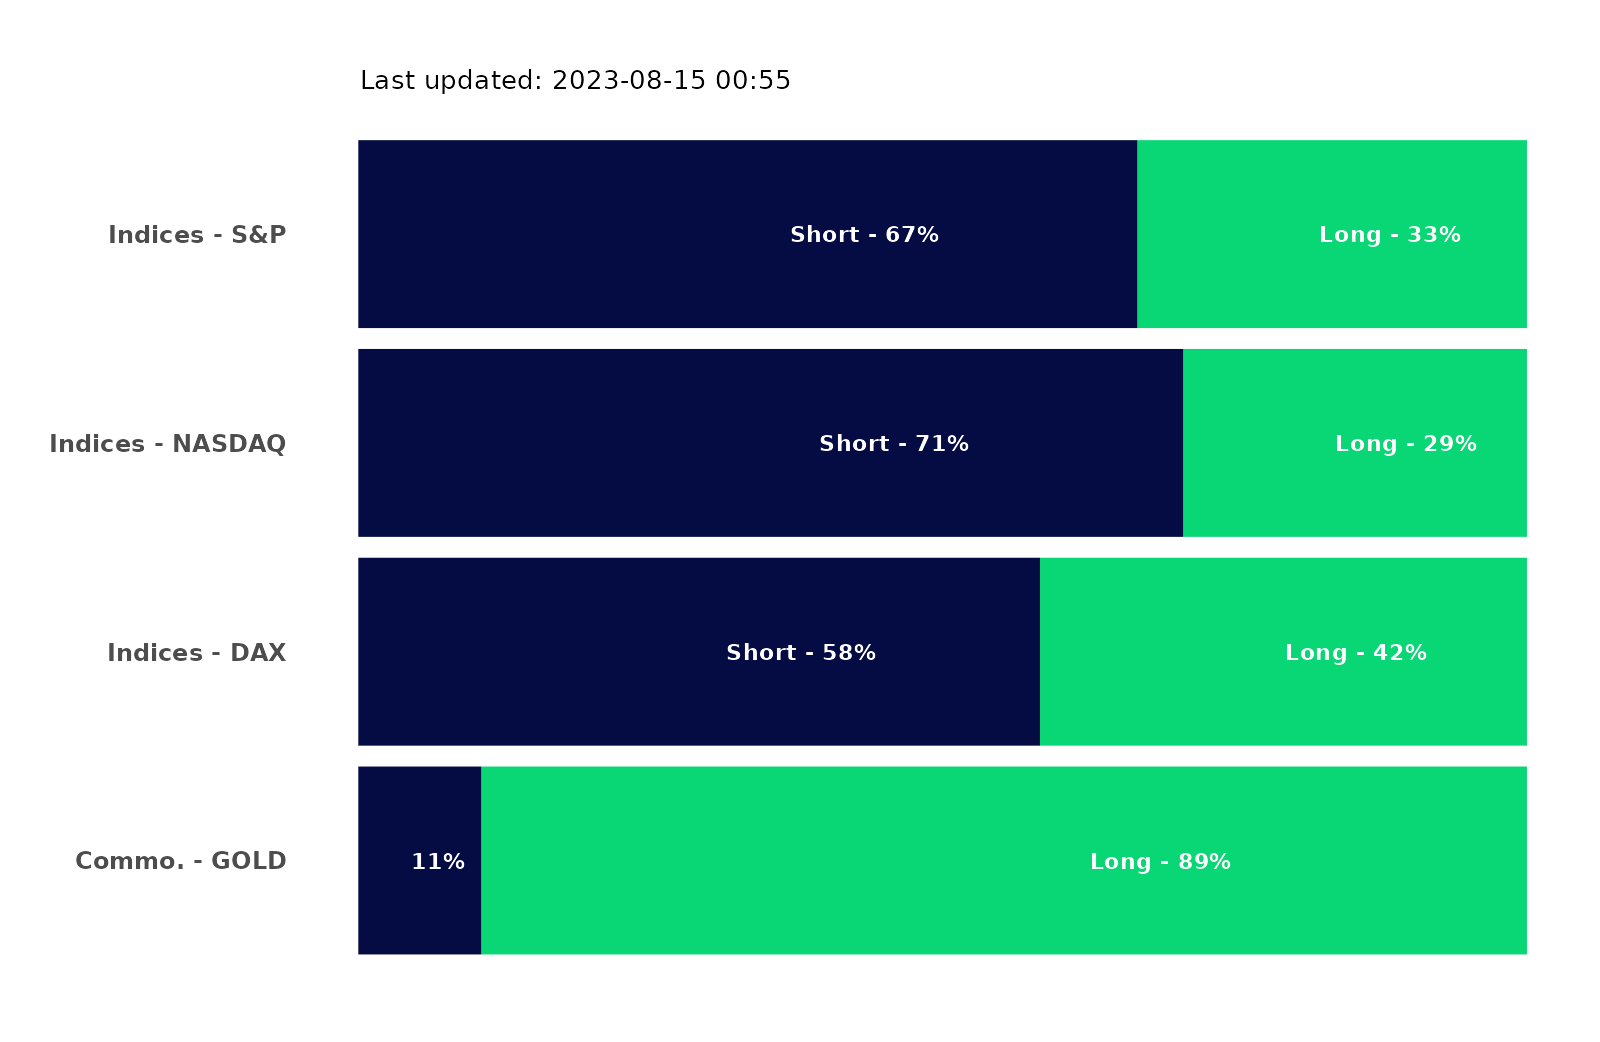 Last updated: 2023-08-15 00:55
Indices - S&P Short - 67% Long - 33%
Indices - NASDAQ Short - 71% Long - 29%
Indices - DAX Short - 58% Long - 42%
Commo. - GOLD 11% Long - 89%